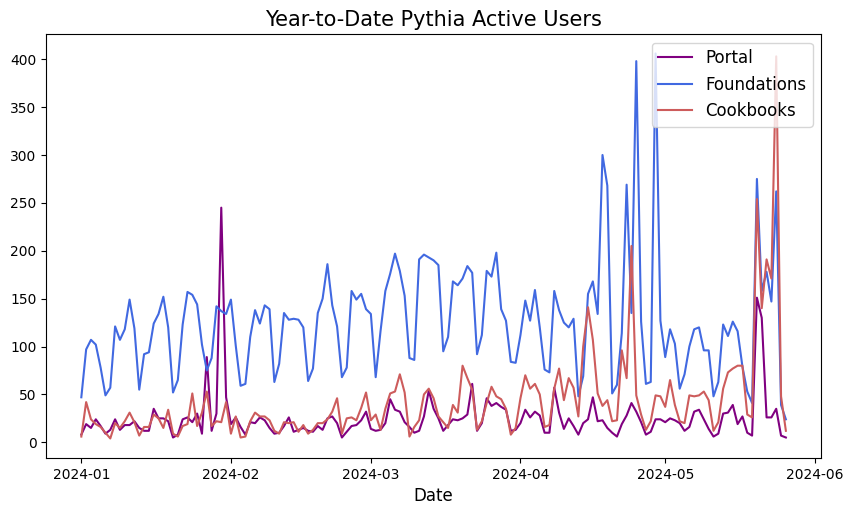 Year-to-Date Pythia Active Users
Portal
Foundations
Cookbooks
400
350
300
250
200
150
100
50
0
2024-01 2024-02 2024-03 2024-04 2024-05 2024-06
Date